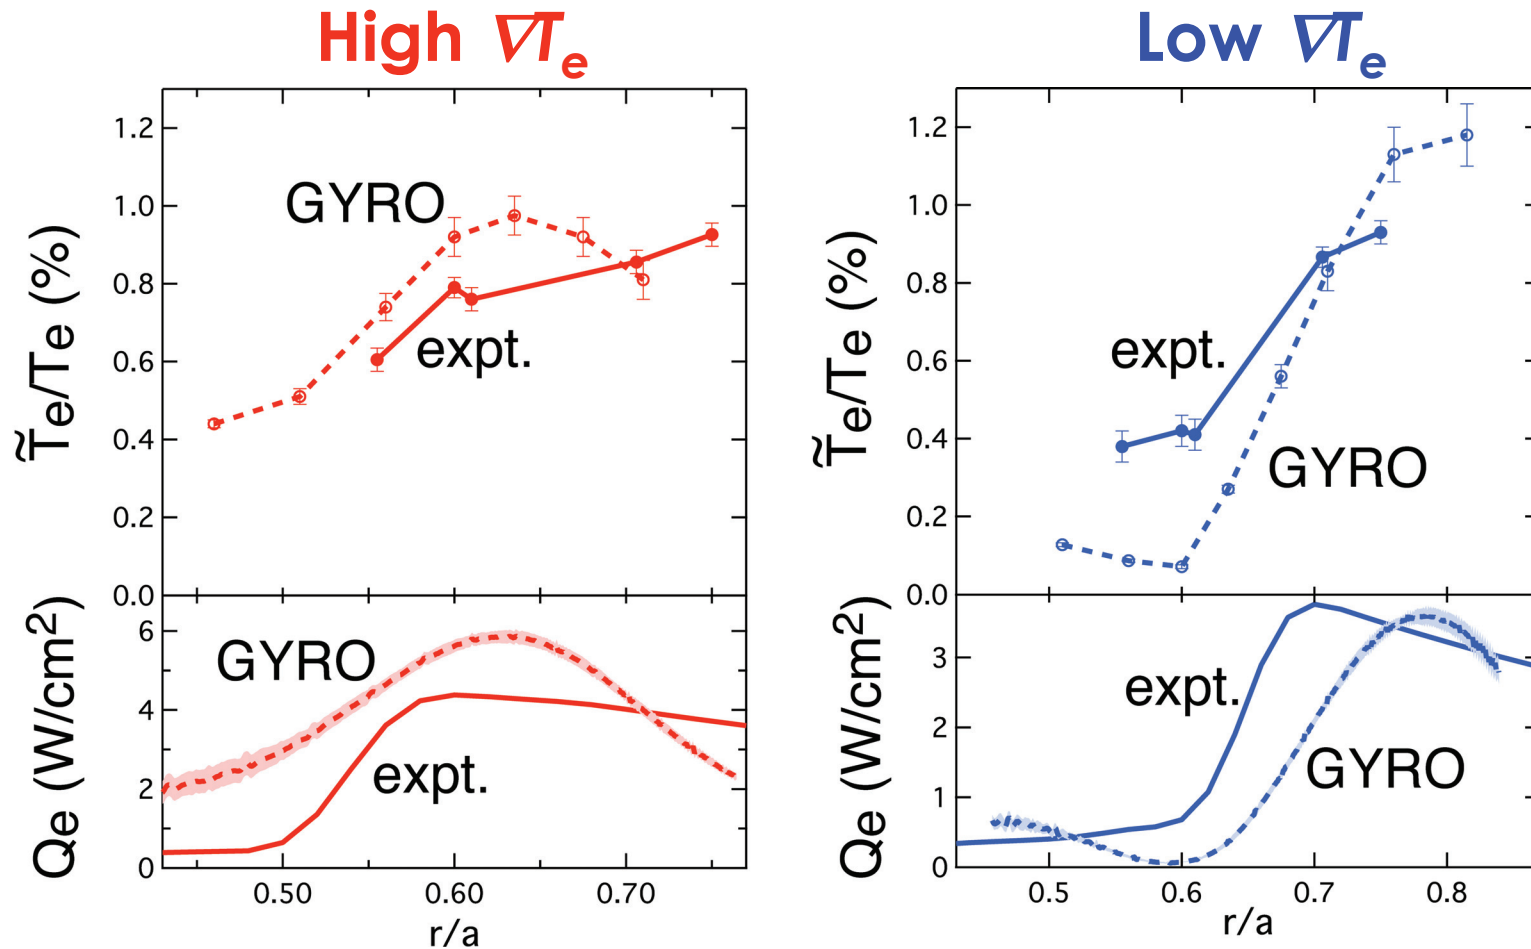 High ∇Te
1.2
1.0
0.8
0.6
0.4
0.2
0.0
T̃e/Te (%)
GYRO
expt.
6
4
2
0
Qe (W/cm²)
GYRO
expt.
0.50
0.60
0.70
r/a
Low ∇Te
1.2
1.0
0.8
0.6
0.4
0.2
0.0
T̃e/Te (%)
expt.
GYRO
3
2
1
0
Qe (W/cm²)
expt.
GYRO
0.5
0.6
0.7
0.8
r/a